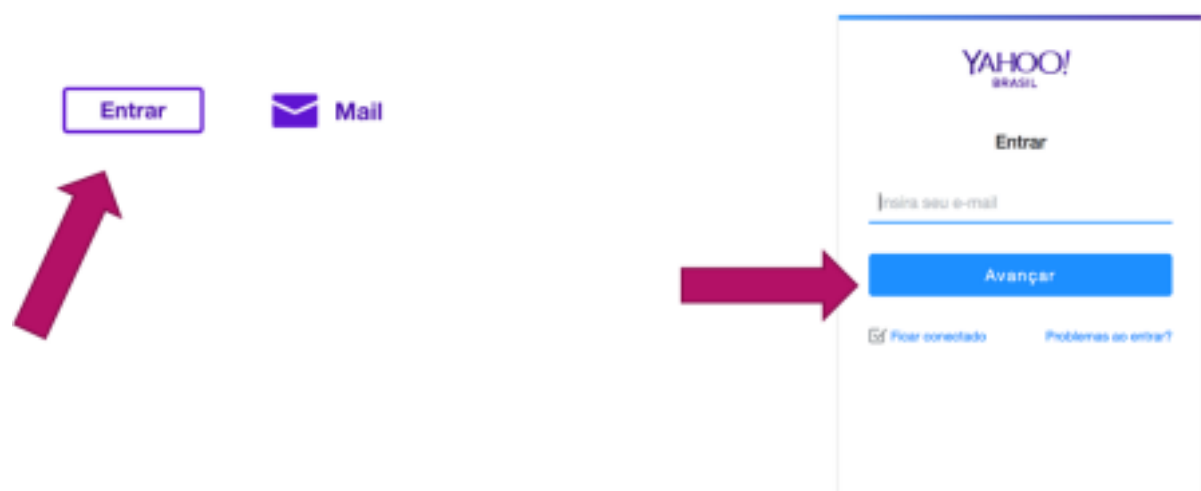 Entrar
Mail
YAHOO!
BRASIL
Entrar
Insira seu e-mail
Avançar
Ficar conectado
Problemas ao entrar?